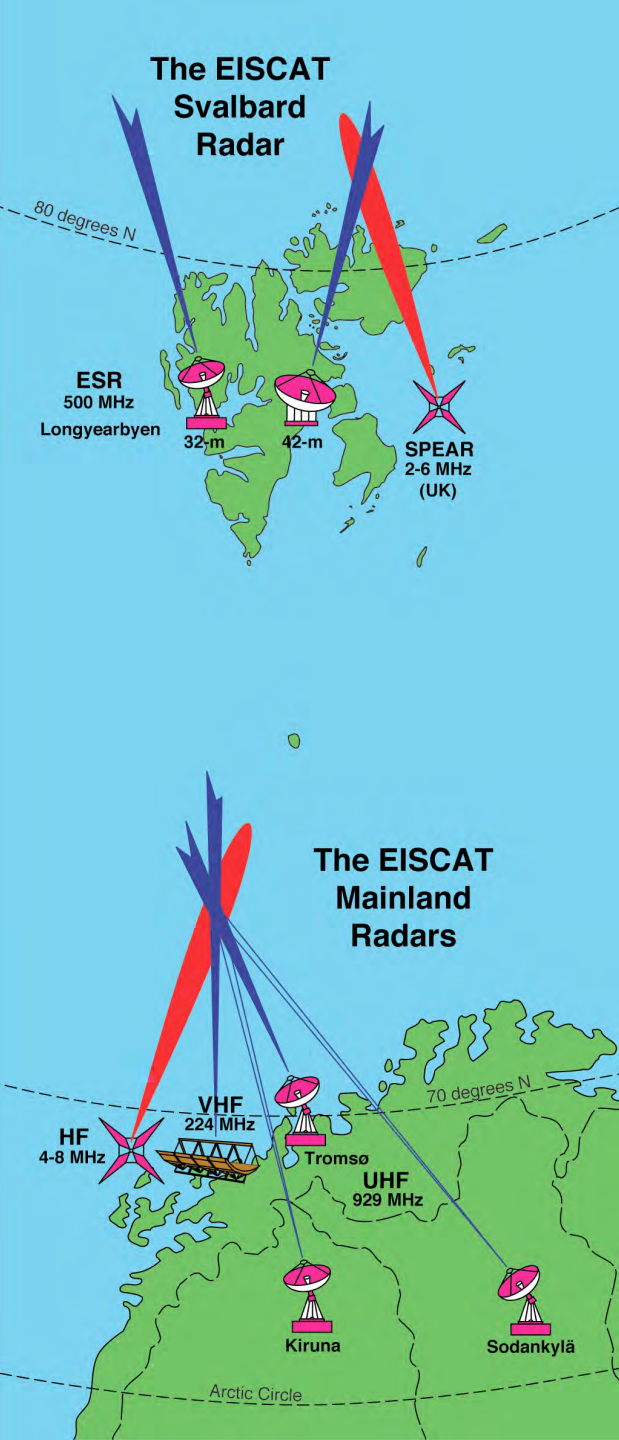 The EISCAT
Svalbard
Radar
80 degrees N
ESR
500 MHz
Longyearbyen
32-m
42-m
SPEAR
2-6 MHz
(UK)
The EISCAT
Mainland
Radars
70 degrees N
VHF
224 MHz
HF
4-8 MHz
Tromsø
UHF
929 MHz
Kiruna
Sodankylä
Arctic Circle